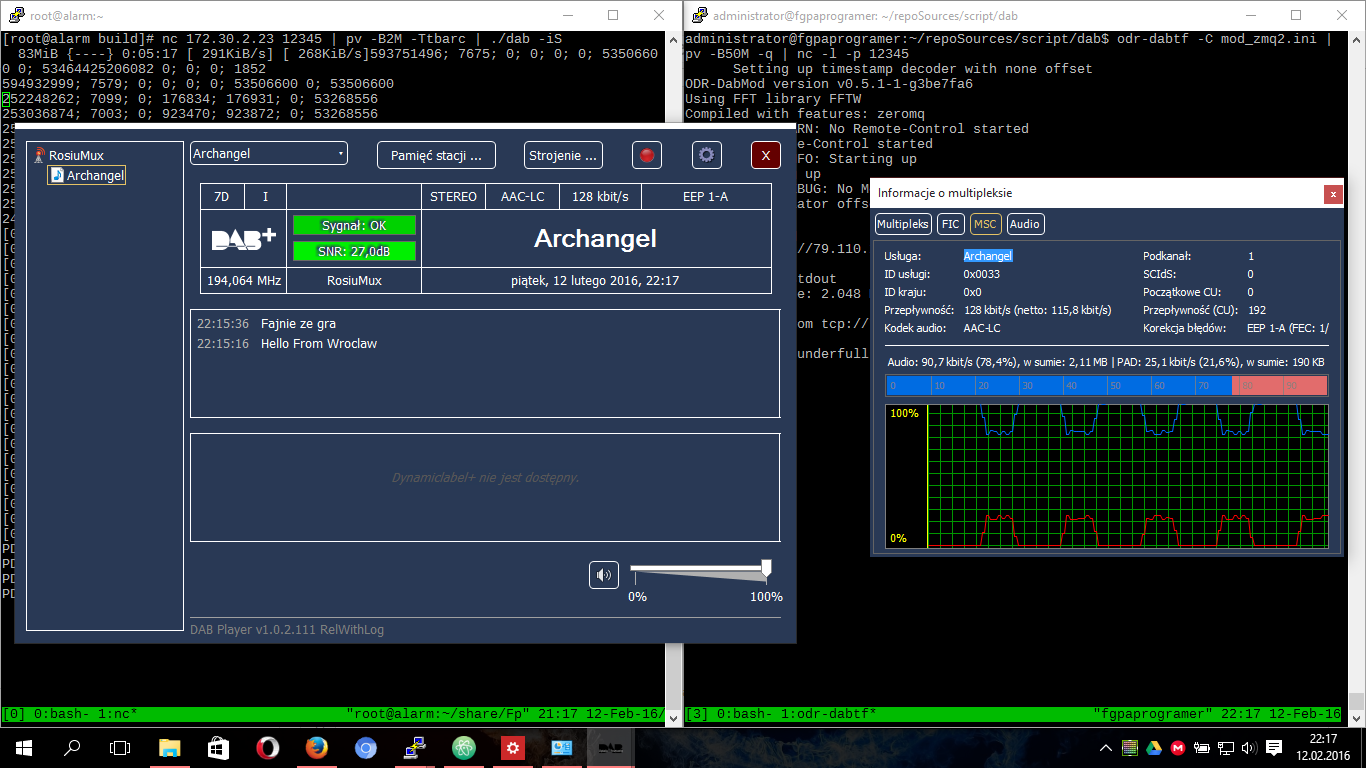 root@alarm:~
[root@alarm build]# nc 172.30.2.23 12345 | pv -B2M -Ttbarc | ./dab -iS
83MiB {----} 0:05:17 [ 291KiB/s] [ 268KiB/s]593751496; 7675; 0; 0; 0; 0; 5350660
0 0; 53464425206082 0; 0; 0; 1852
594932999; 7579; 0; 0; 0; 0; 53506600 0; 53506600
252248262; 7099; 0; 176834; 176931; 0; 53268556
253036874; 7003; 0; 923470; 923872; 0; 53268556
administrator@fgpaprogramer: ~/repoSources/script/dab
administrator@fgpaprogramer:~/repoSources/script/dab$ odr-dabtf -C mod_zmq2.ini |
pv -B50M -q | nc -l -p 12345
Setting up timestamp decoder with none offset
ODR-DabMod version v0.5.1-1-g3be7fa6
Using FFT library FFTW
Compiled with features: zeromq
RN: No Remote-Control started
e-Control started
FO: Starting up
up
BUG: No M
ator offs
//79.110.
tdout
e: 2.048
om tcp://
underfull
RosiuMux
Archangel
Archangel
Pamięć stacji ...
Strojenie ...
X
7D
I
STEREO
AAC-LC
128 kbit/s
EEP 1-A
DAB+
Sygnał: OK
SNR: 27,0dB
Archangel
194,064 MHz
RosiuMux
piątek, 12 lutego 2016, 22:17
22:15:36 Fajnie ze gra
22:15:16 Hello From Wroclaw
Dynamiclabel+ nie jest dostępny.
0%
100%
DAB Player v1.0.2.111 RelWithLog
Informacje o multipleksie
x
Multipleks
FIC
MSC
Audio
Usługa: Archangel Podkanał: 1
ID usługi: 0x0033 SCIdS: 0
ID kraju: 0x0 Początkowe CU: 0
Przepływność: 128 kbit/s (netto: 115,8 kbit/s) Przepływność (CU): 192
Kodek audio: AAC-LC Korekcja błędów: EEP 1-A (FEC: 1/
Audio: 90,7 kbit/s (78,4%), w sumie: 2,11 MB | PAD: 25,1 kbit/s (21,6%), w sumie: 190 KB
0 10 20 30 40 50 60 70 80 90
100%
0%
[0] 0:bash- 1:nc* "root@alarm:~/share/Fp" 21:17 12-Feb-16
[3] 0:bash- 1:odr-dabtf* "fgpaprogramer" 22:17 12-Feb-16
22:17
12.02.2016